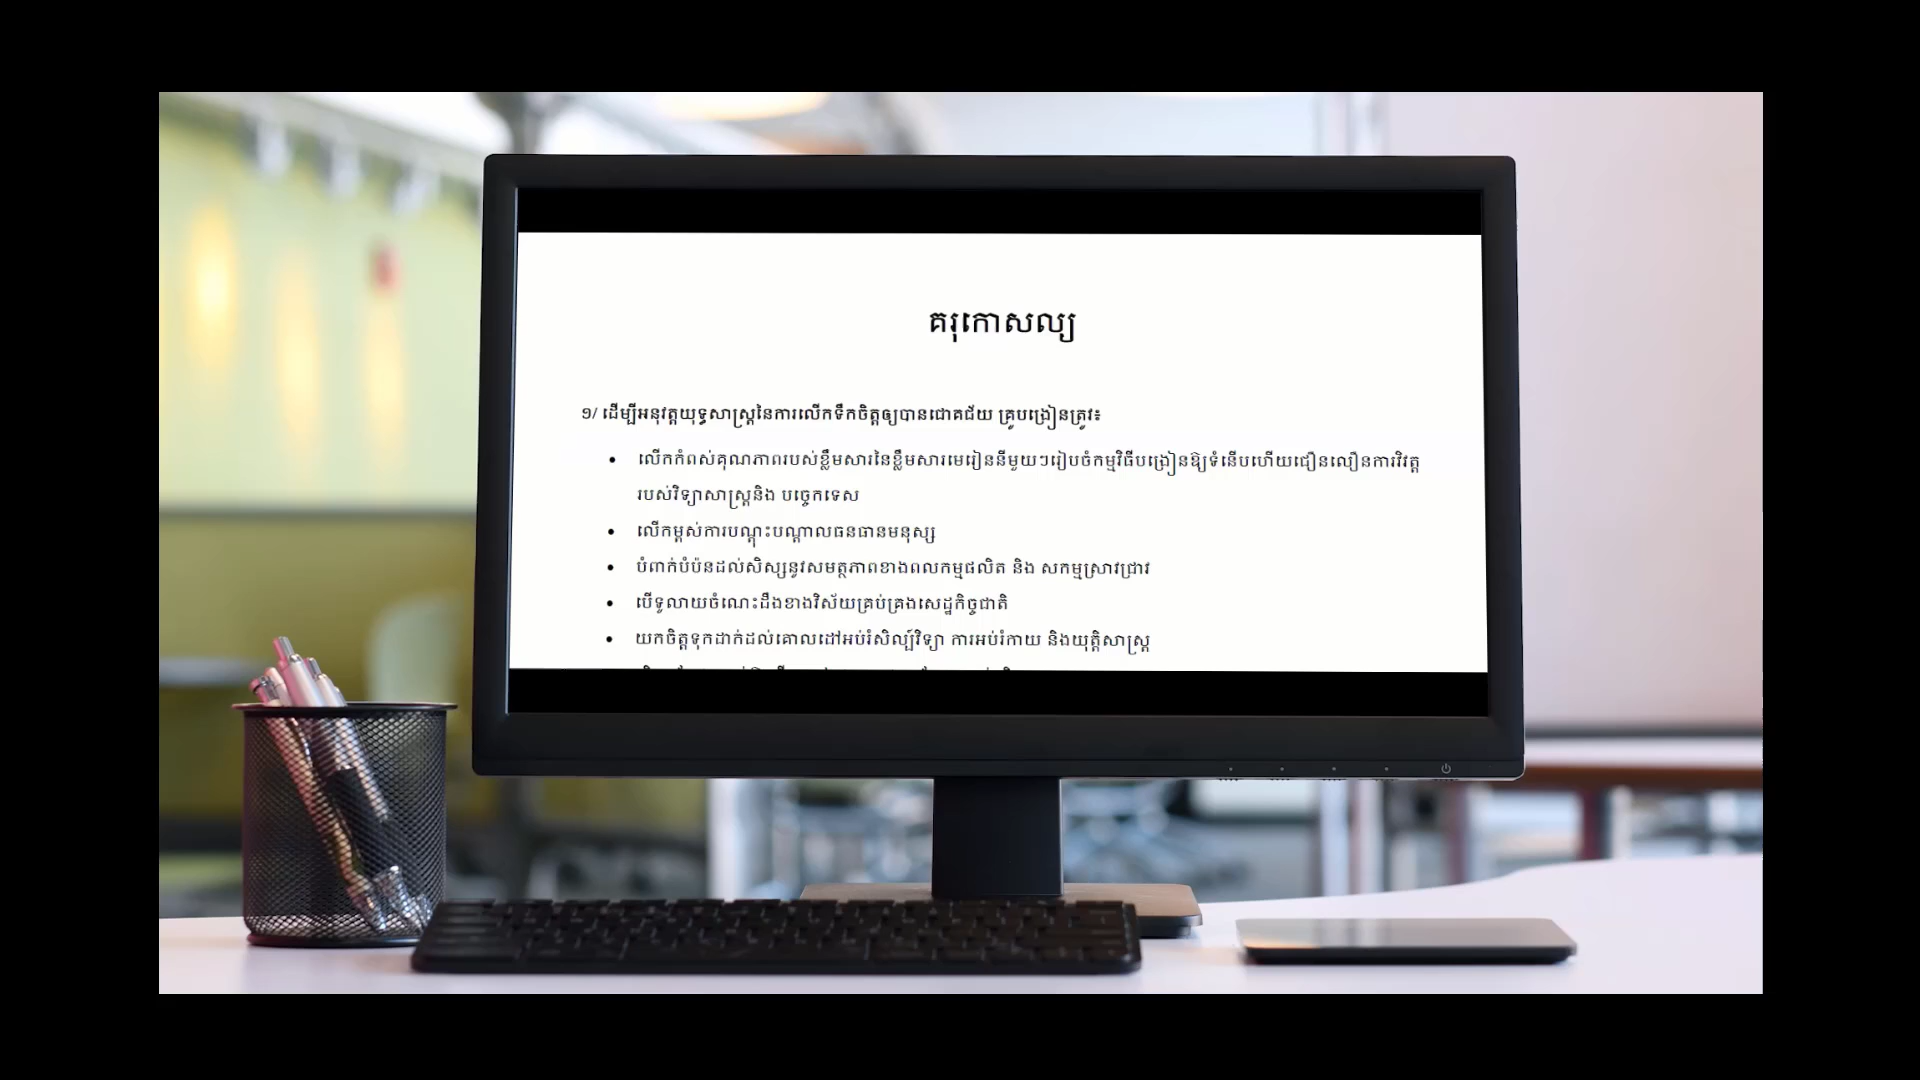 គរុកោសល្យ
១/ ដើម្បីអនុវត្តយុទ្ធសាស្ត្រនៃការលើកទឹកចិត្តឲ្យបានជោគជ័យ គ្រូបង្រៀនត្រូវ៖
• លើកកំពស់គុណភាពរបស់ខ្លឹមសារនៃខ្លឹមសារមេរៀននីមួយៗរៀបចំកម្មវិធីបង្រៀនឱ្យទំនើបហើយជឿនលឿនការវិវត្ត
របស់វិទ្យាសាស្ត្រនិង បច្ចេកទេស
• លើកម្ពស់ការបណ្តុះបណ្តាលធនធានមនុស្ស
• បំពាក់បំប៉នដល់សិស្សនូវសមត្ថភាពខាងពលកម្មផលិត និង សកម្មស្រាវជ្រាវ
• បើទូលាយចំណេះដឹងខាងវិស័យគ្រប់គ្រងសេដ្ឋកិច្ចជាតិ
• យកចិត្តទុកដាក់ដល់គោលដៅអប់រំសិល្ប៍វិទ្យា ការអប់រំកាយ និងយុត្តិសាស្ត្រ